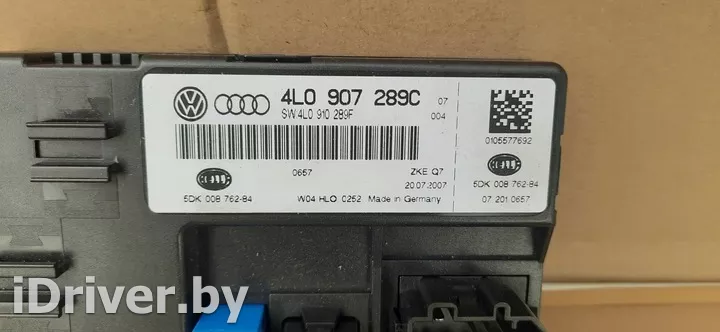 4L0 907 289C 07
SW 4L0 910 289F 004
0105577692
0657 ZKE Q7
20.07.2007
HELLA
HELLA
5DK 008 762-84 W04 HLO 0252 Made in Germany
5DK 008 762-84
07 201 0657
iDriver.by